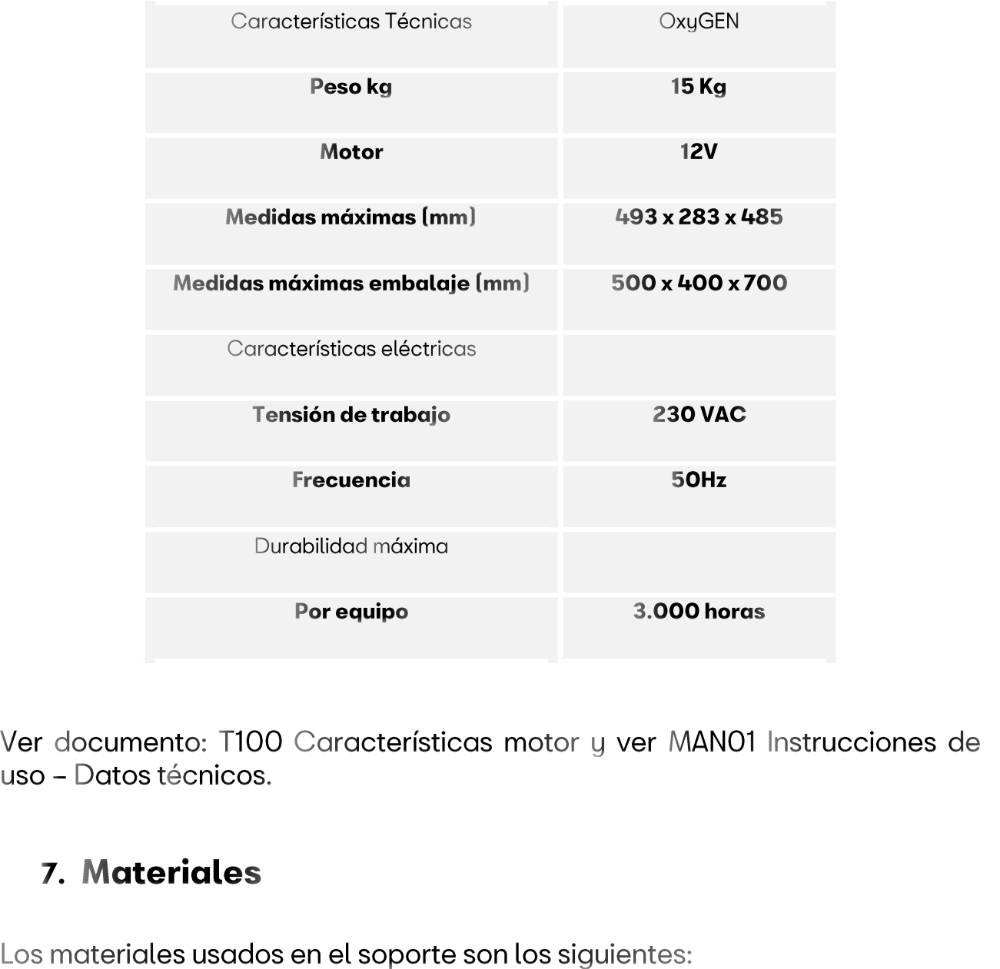 Características Técnicas OxyGEN
Peso kg 15 Kg
Motor 12V
Medidas máximas (mm) 493 x 283 x 485
Medidas máximas embalaje (mm) 500 x 400 x 700
Características eléctricas
Tensión de trabajo 230 VAC
Frecuencia 50Hz
Durabilidad máxima
Por equipo 3.000 horas
Ver documento: T100 Características motor y ver MAN01 Instrucciones de
uso – Datos técnicos.
7. Materiales
Los materiales usados en el soporte son los siguientes: